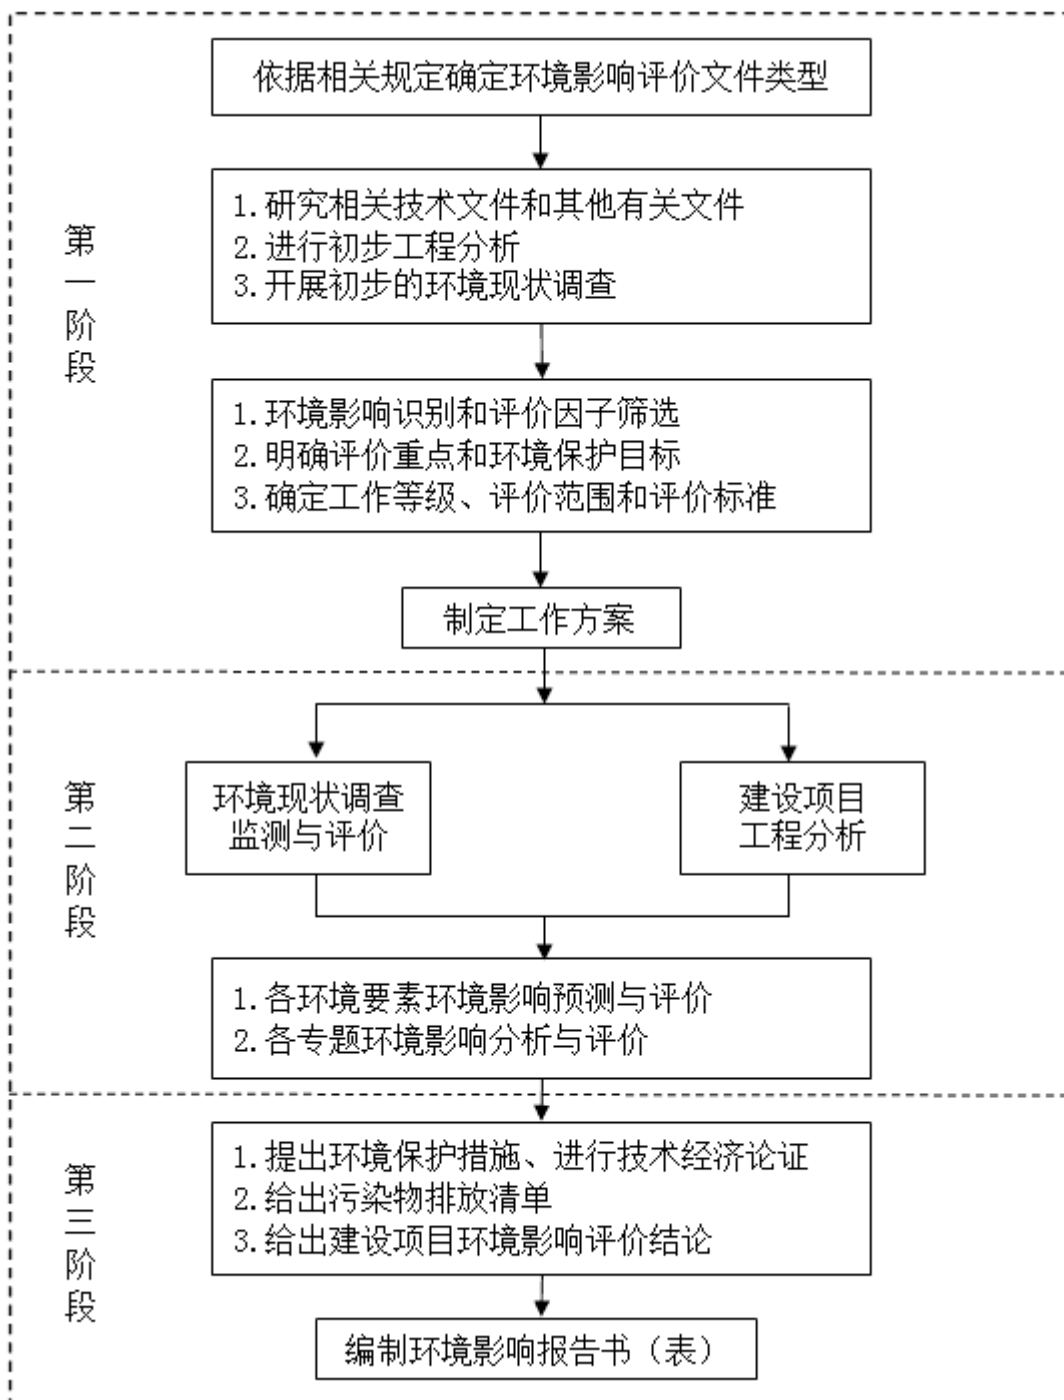 依据相关规定确定环境影响评价文件类型
第一阶段
1.研究相关技术文件和其他有关文件
2.进行初步工程分析
3.开展初步的环境现状调查
1.环境影响识别和评价因子筛选
2.明确评价重点和环境保护目标
3.确定工作等级、评价范围和评价标准
制定工作方案
第二阶段
环境现状调查
监测与评价
建设项目
工程分析
1.各环境要素环境影响预测与评价
2.各专题环境影响分析与评价
第三阶段
1.提出环境保护措施、进行技术经济论证
2.给出污染物排放清单
3.给出建设项目环境影响评价结论
编制环境影响报告书（表）